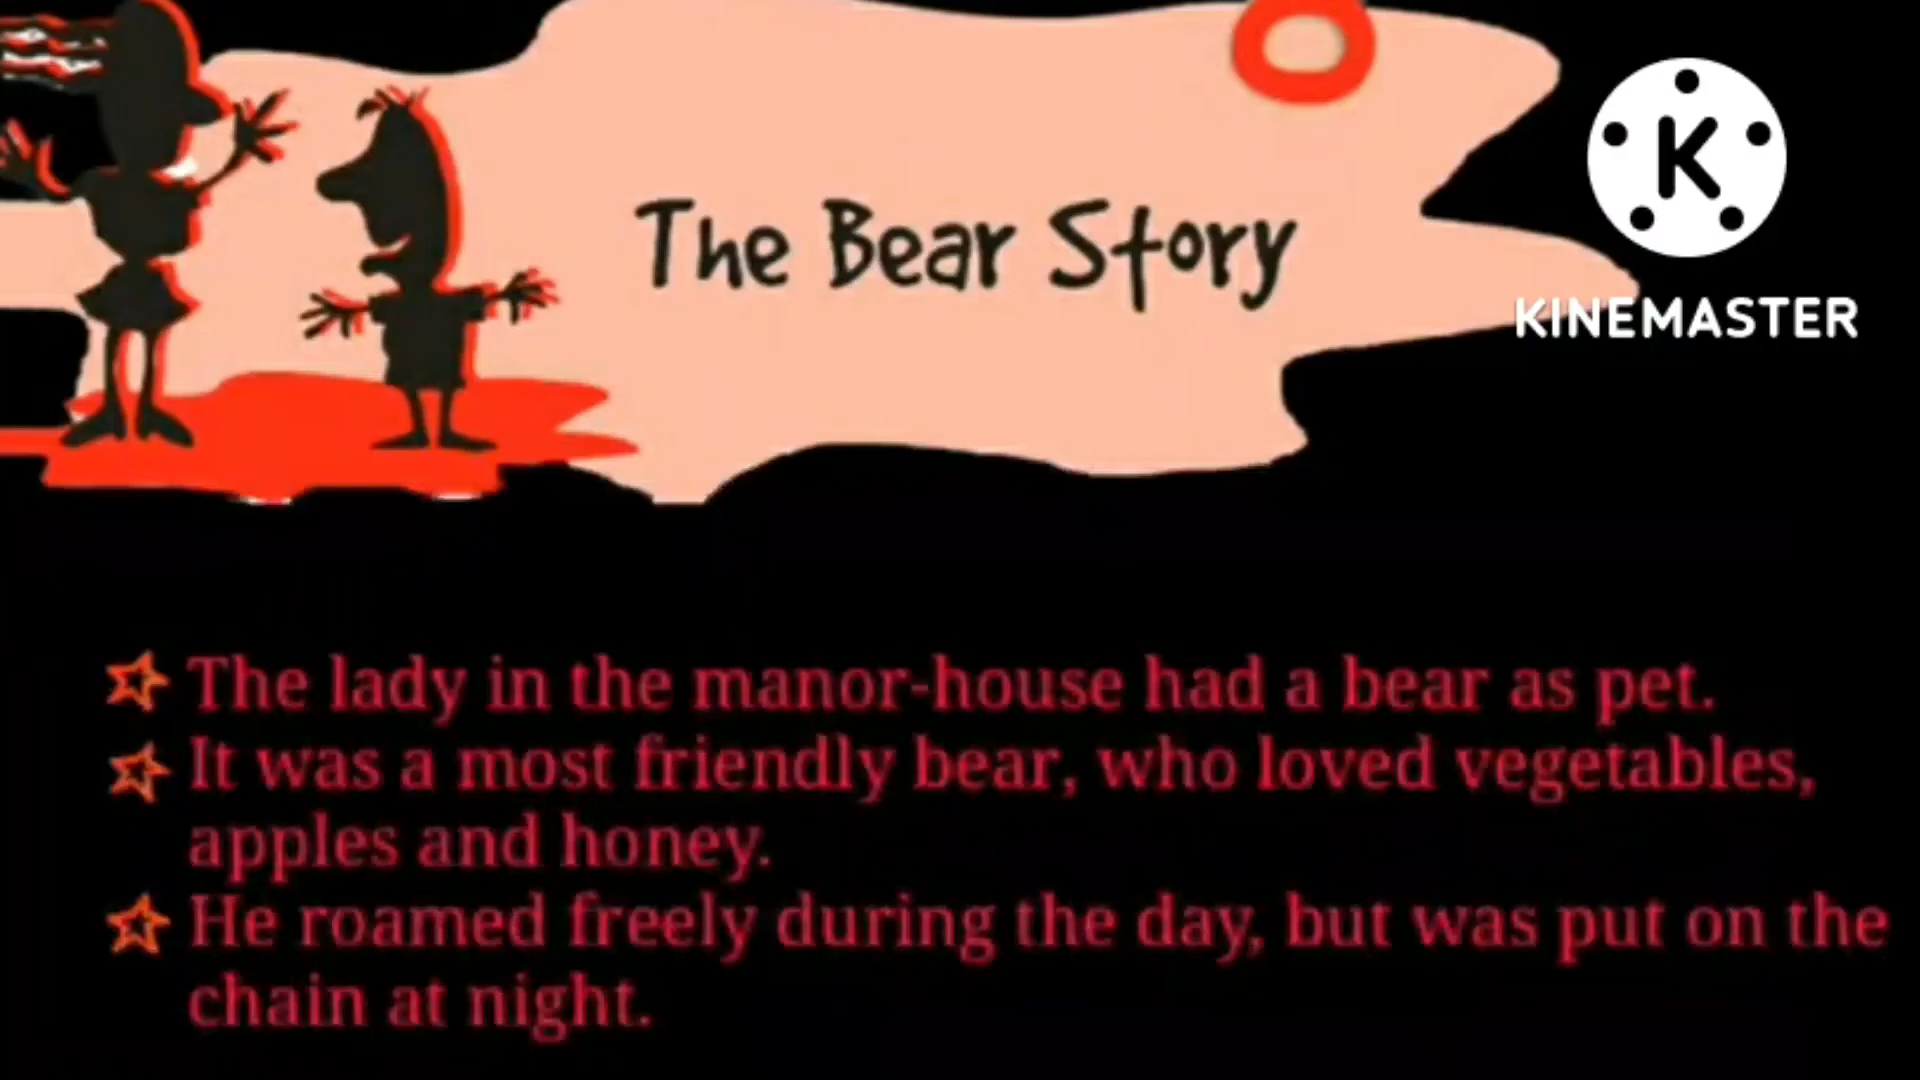 The Bear Story
K
KINEMASTER
The lady in the manor-house had a bear as pet.
It was a most friendly bear, who loved vegetables,
apples and honey.
He roamed freely during the day, but was put on the
chain at night.